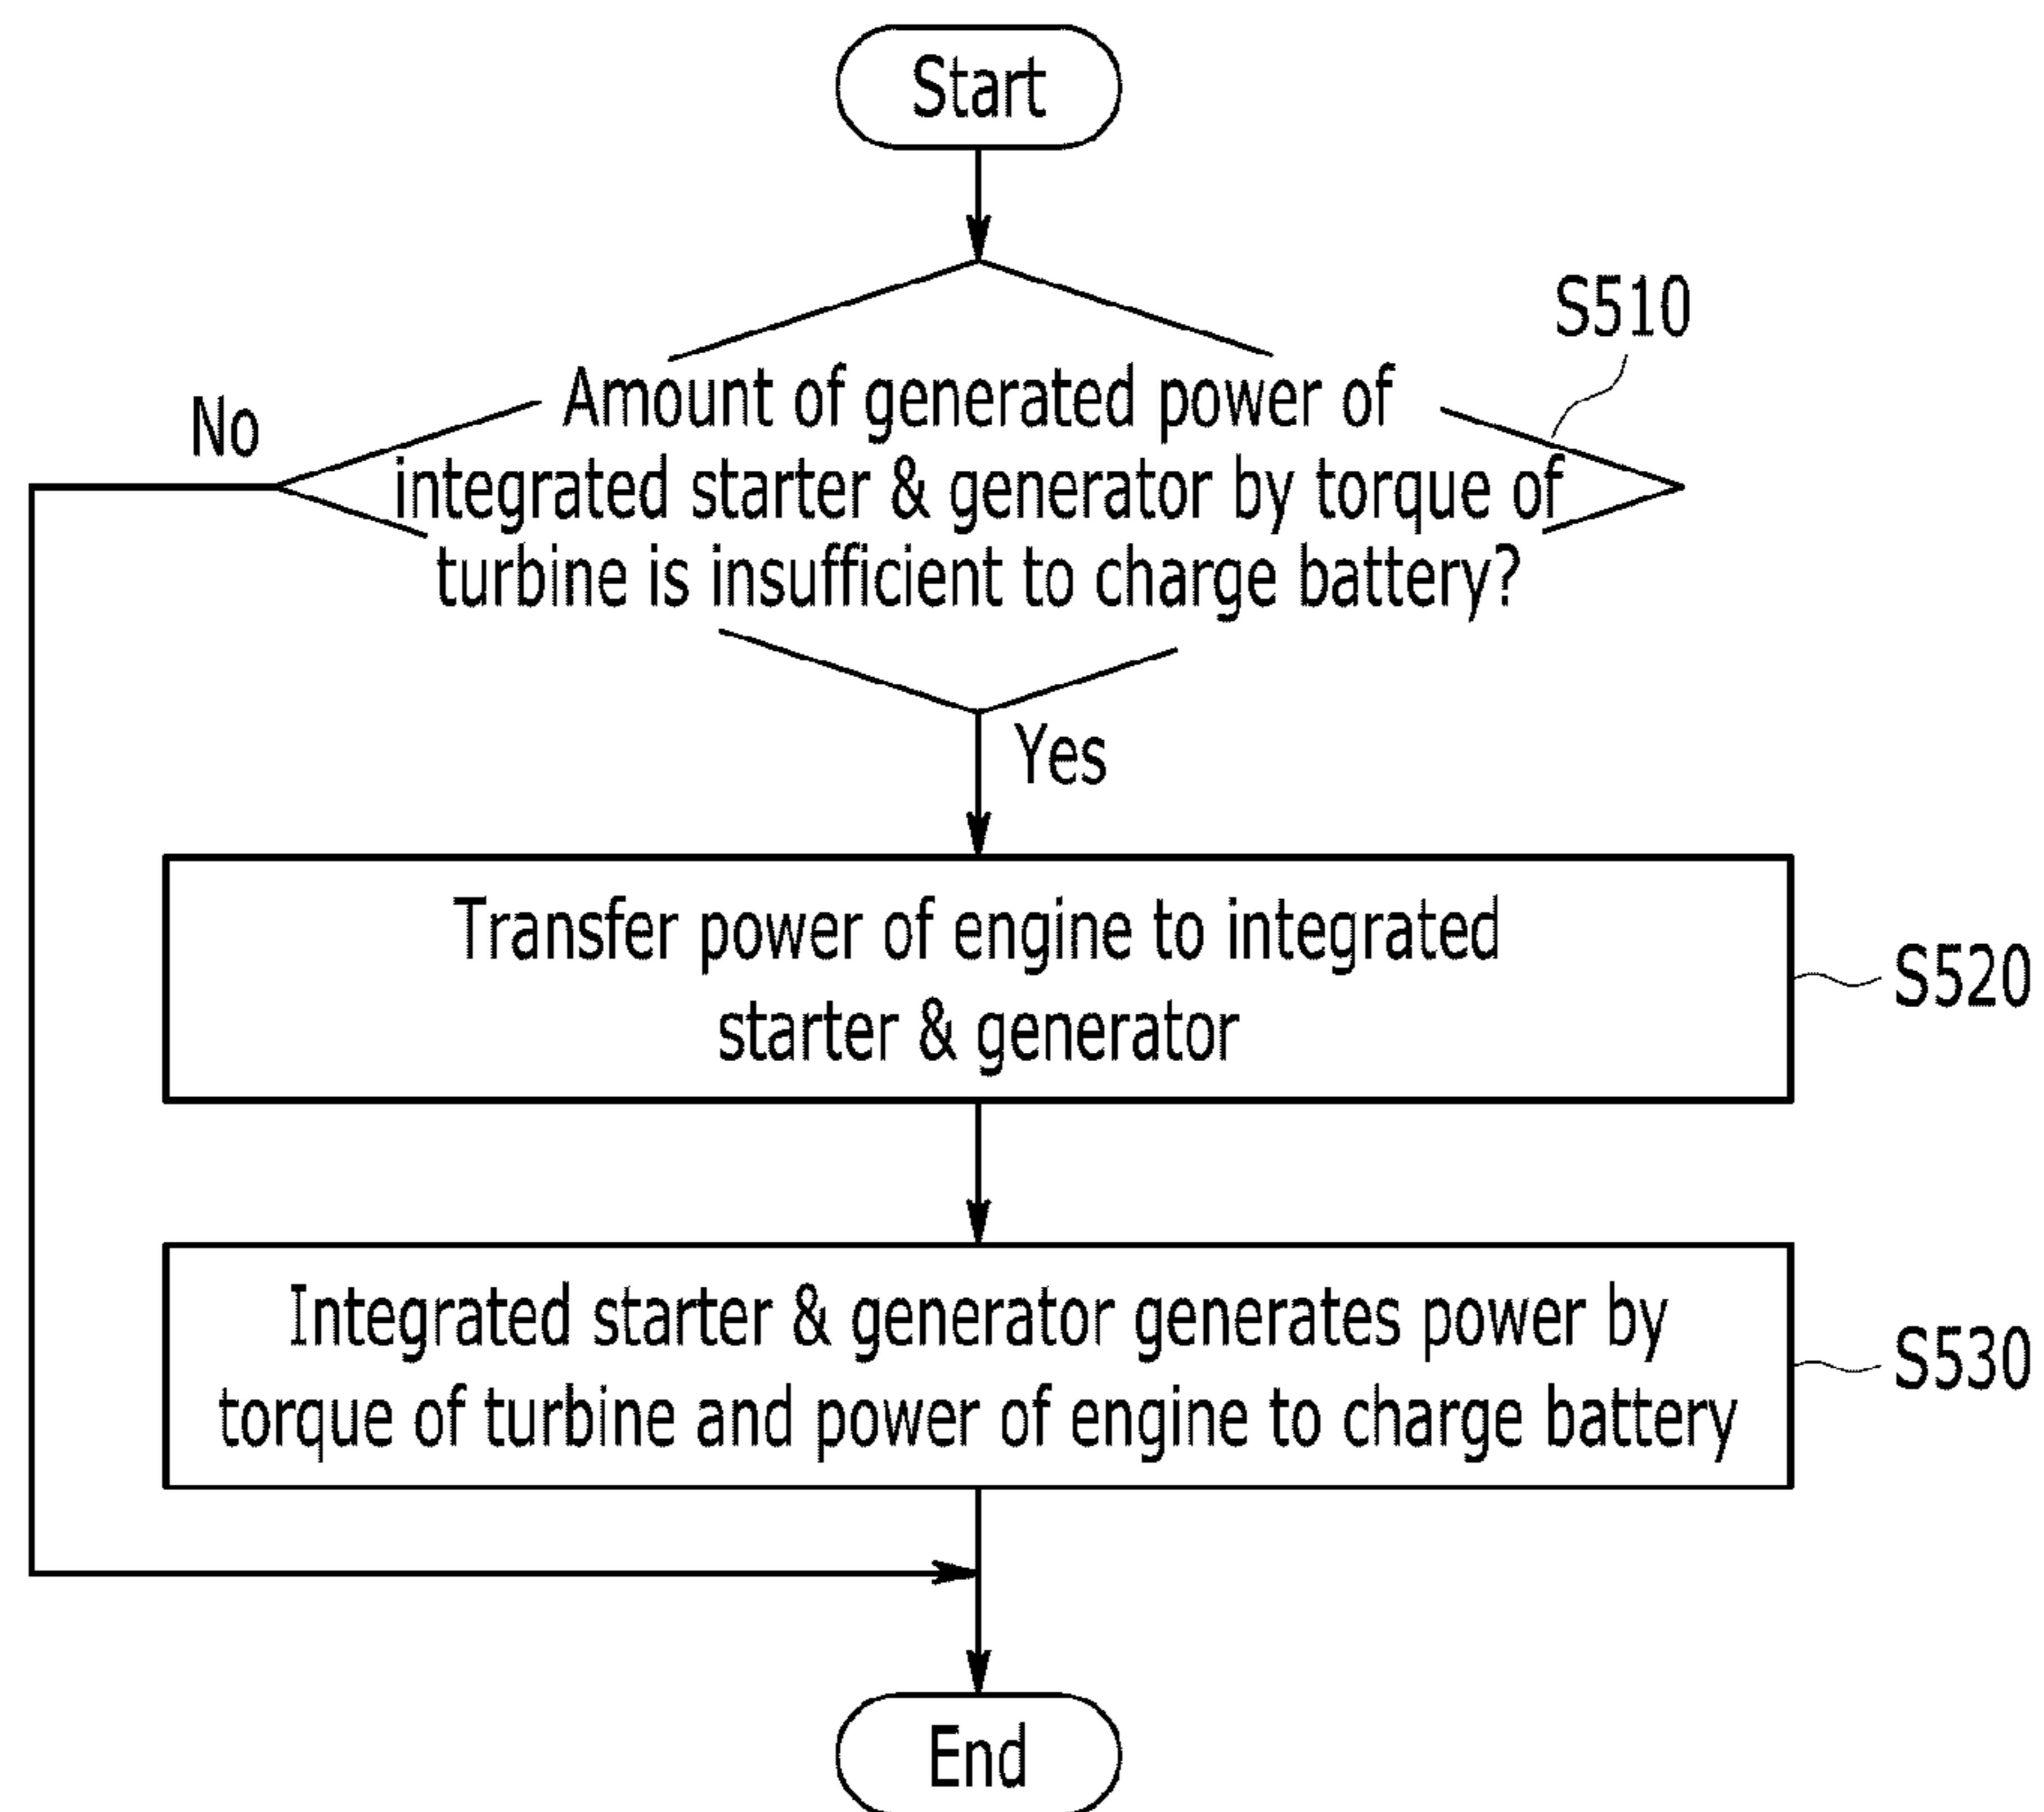 Start
S510
No
Amount of generated power of
integrated starter & generator by torque of
turbine is insufficient to charge battery?
Yes
Transfer power of engine to integrated
starter & generator
S520
Integrated starter & generator generates power by
torque of turbine and power of engine to charge battery
S530
End